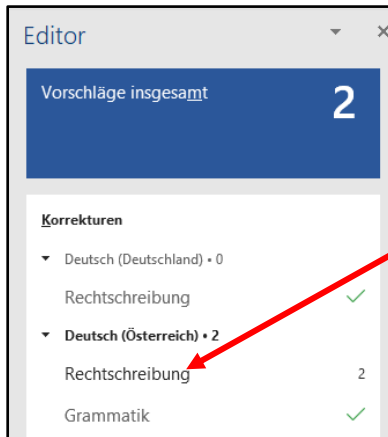 Editor
Vorschläge insgesamt 2
Korrekturen
Deutsch (Deutschland) • 0
Rechtschreibung
Deutsch (Österreich) • 2
Rechtschreibung 2
Grammatik